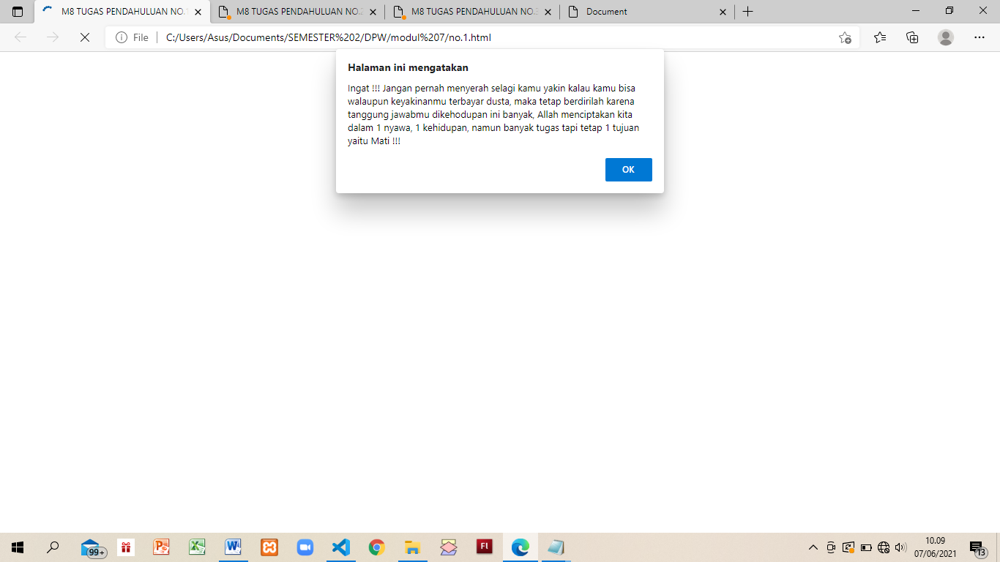 M8 TUGAS PENDAHULUAN NO.1
M8 TUGAS PENDAHULUAN NO.2
M8 TUGAS PENDAHULUAN NO.3
Document
File
C:/Users/Asus/Documents/SEMESTER%202/DPW/modul%207/no.1.html
Halaman ini mengatakan
Ingat !!! Jangan pernah menyerah selagi kamu yakin kalau kamu bisa
walaupun keyakinanmu terbayar dusta, maka tetap berdirilah karena
tanggung jawabmu dikehodupan ini banyak, Allah menciptakan kita
dalam 1 nyawa, 1 kehidupan, namun banyak tugas tapi tetap 1 tujuan
yaitu Mati !!!
OK
99+
Fl
10.09
07/06/2021
13